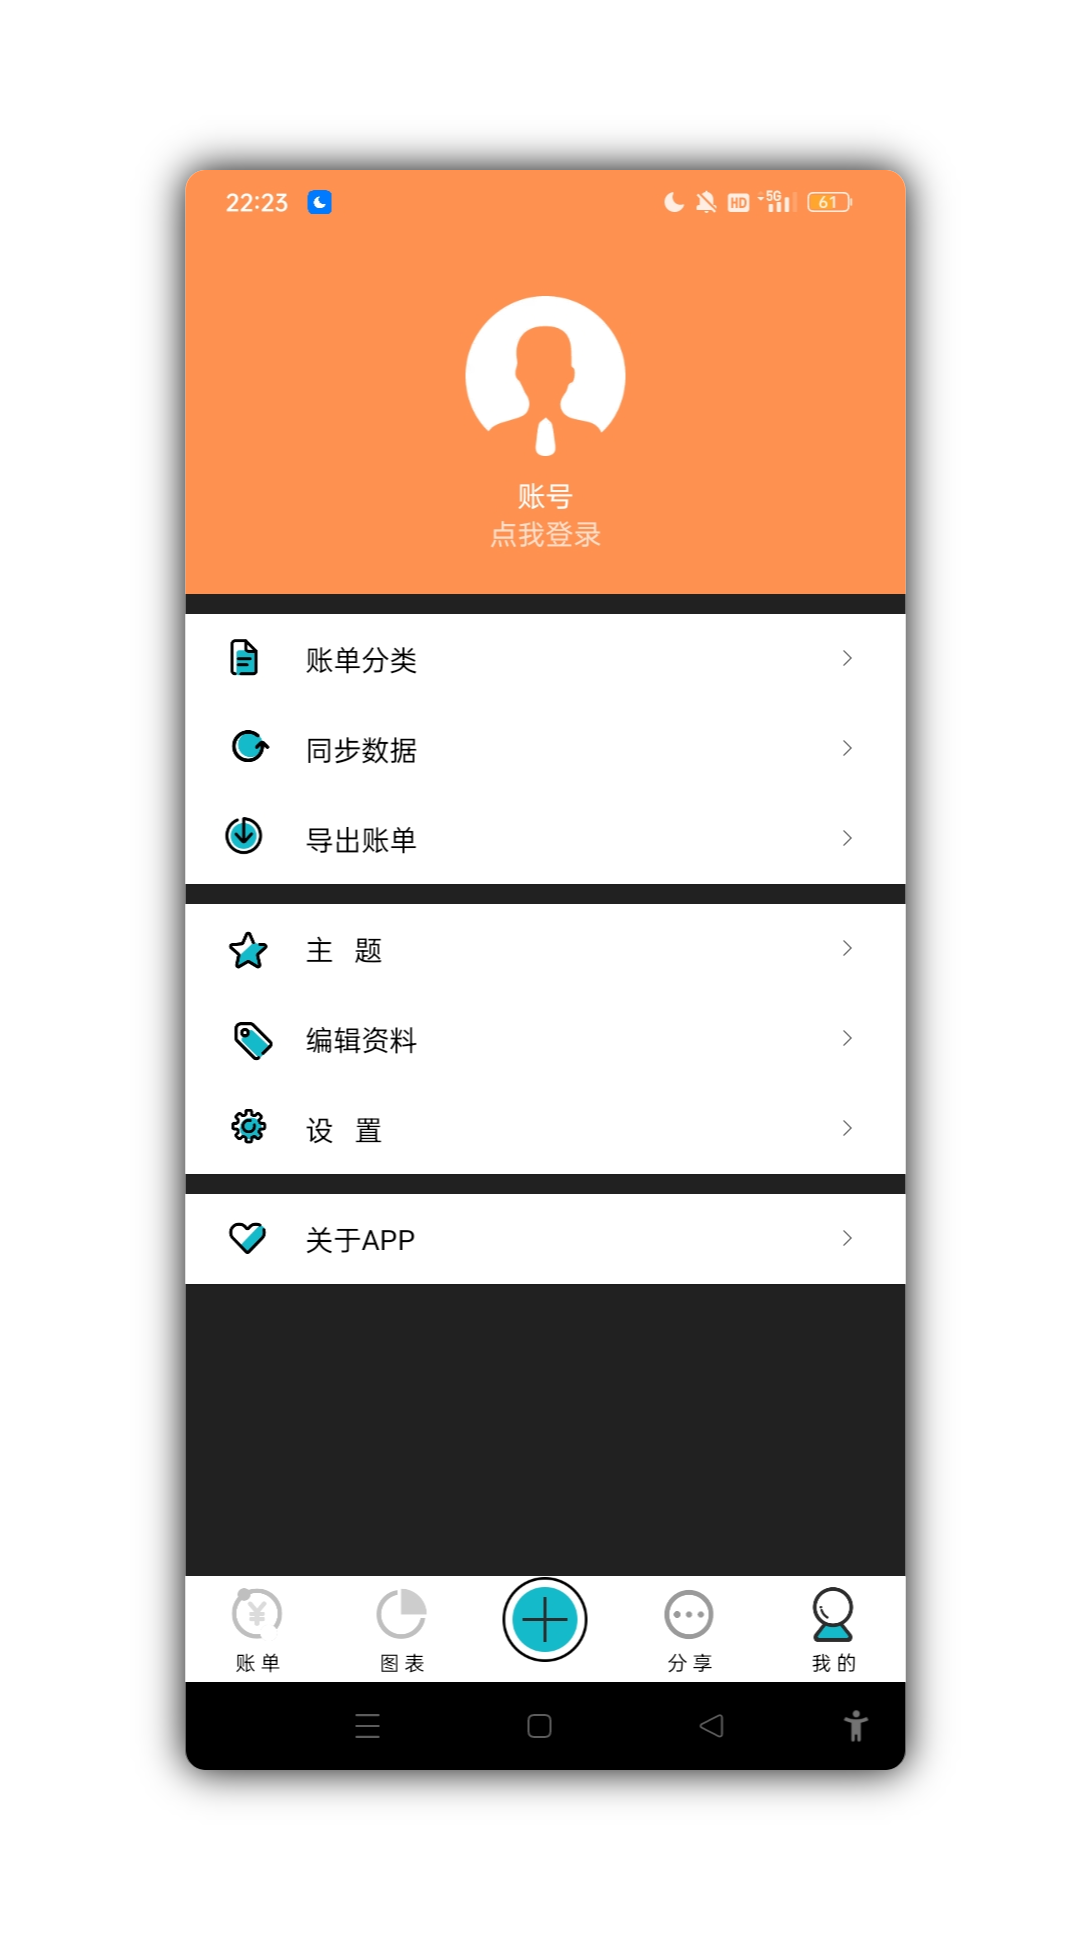 22:23
HD 5G 61
账号
点我登录
账单分类
同步数据
导出账单
主 题
编辑资料
设 置
关于APP
账 单
图 表
分 享
我 的